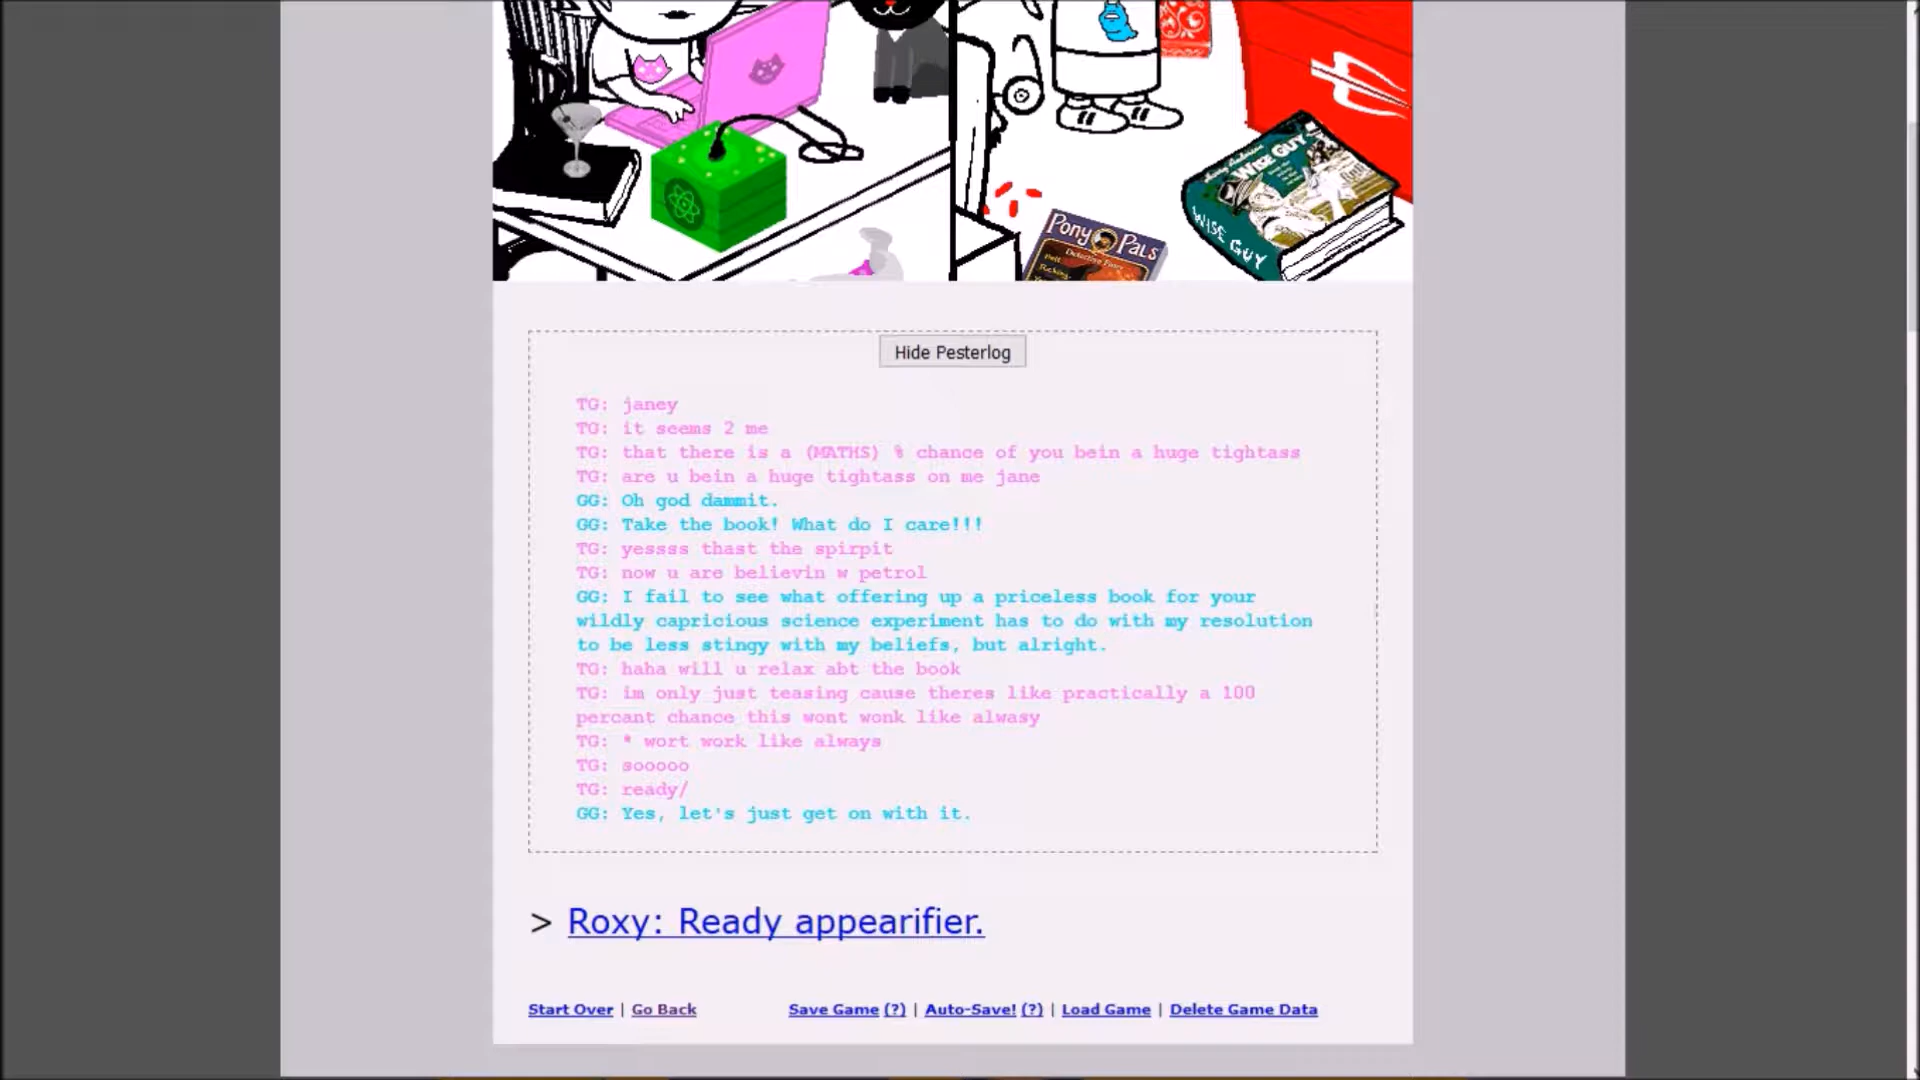 WISE GUY
WISE GUY
Pony Pals
Detective Pony
Hide Pesterlog
TG: janey
TG: it seems 2 me
TG: that there is a (MATHS) % chance of you bein a huge tightass
TG: are u bein a huge tightass on me jane
GG: Oh god dammit.
GG: Take the book! What do I care!!!
TG: yessss thast the spirpit
TG: now u are believin w petrol
GG: I fail to see what offering up a priceless book for your
wildly capricious science experiment has to do with my resolution
to be less stingy with my beliefs, but alright.
TG: haha will u relax abt the book
TG: im only just teasing cause theres like practically a 100
percant chance this wont wonk like alwasy
TG: * wort work like always
TG: sooooo
TG: ready/
GG: Yes, let's just get on with it.
> Roxy: Ready appearifier.
Start Over | Go Back Save Game (?) | Auto-Save! (?) | Load Game | Delete Game Data